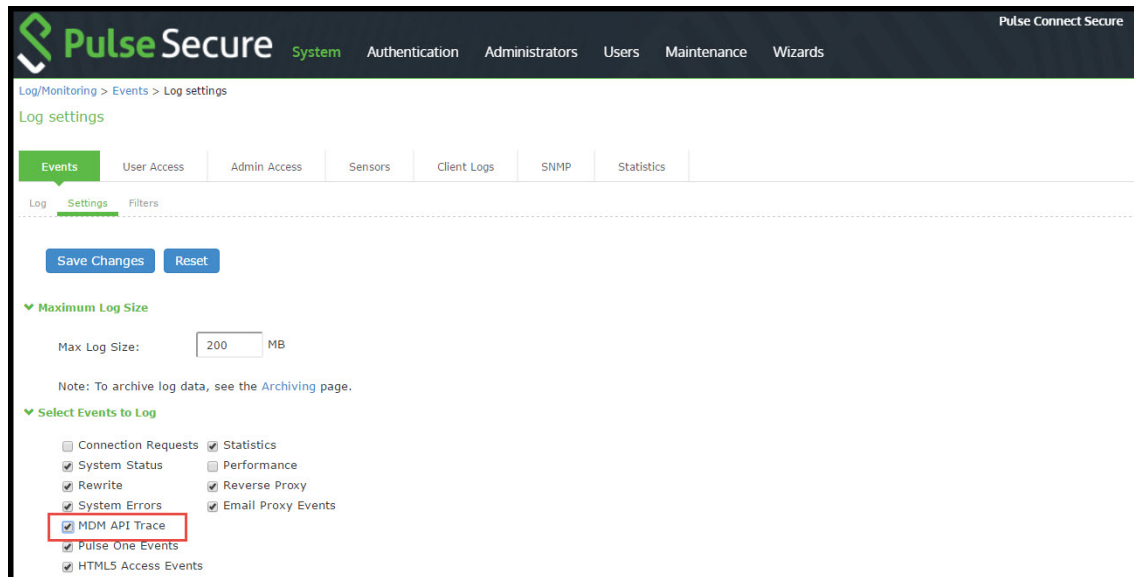 Pulse Connect Secure
Pulse Secure System Authentication Administrators Users Maintenance Wizards
Log/Monitoring > Events > Log settings
Log settings
Events User Access Admin Access Sensors Client Logs SNMP Statistics
Log Settings Filters
Save Changes Reset
Maximum Log Size
Max Log Size: 200 MB
Note: To archive log data, see the Archiving page.
Select Events to Log
Connection Requests Statistics
System Status Performance
Rewrite Reverse Proxy
System Errors Email Proxy Events
MDM API Trace
Pulse One Events
HTML5 Access Events